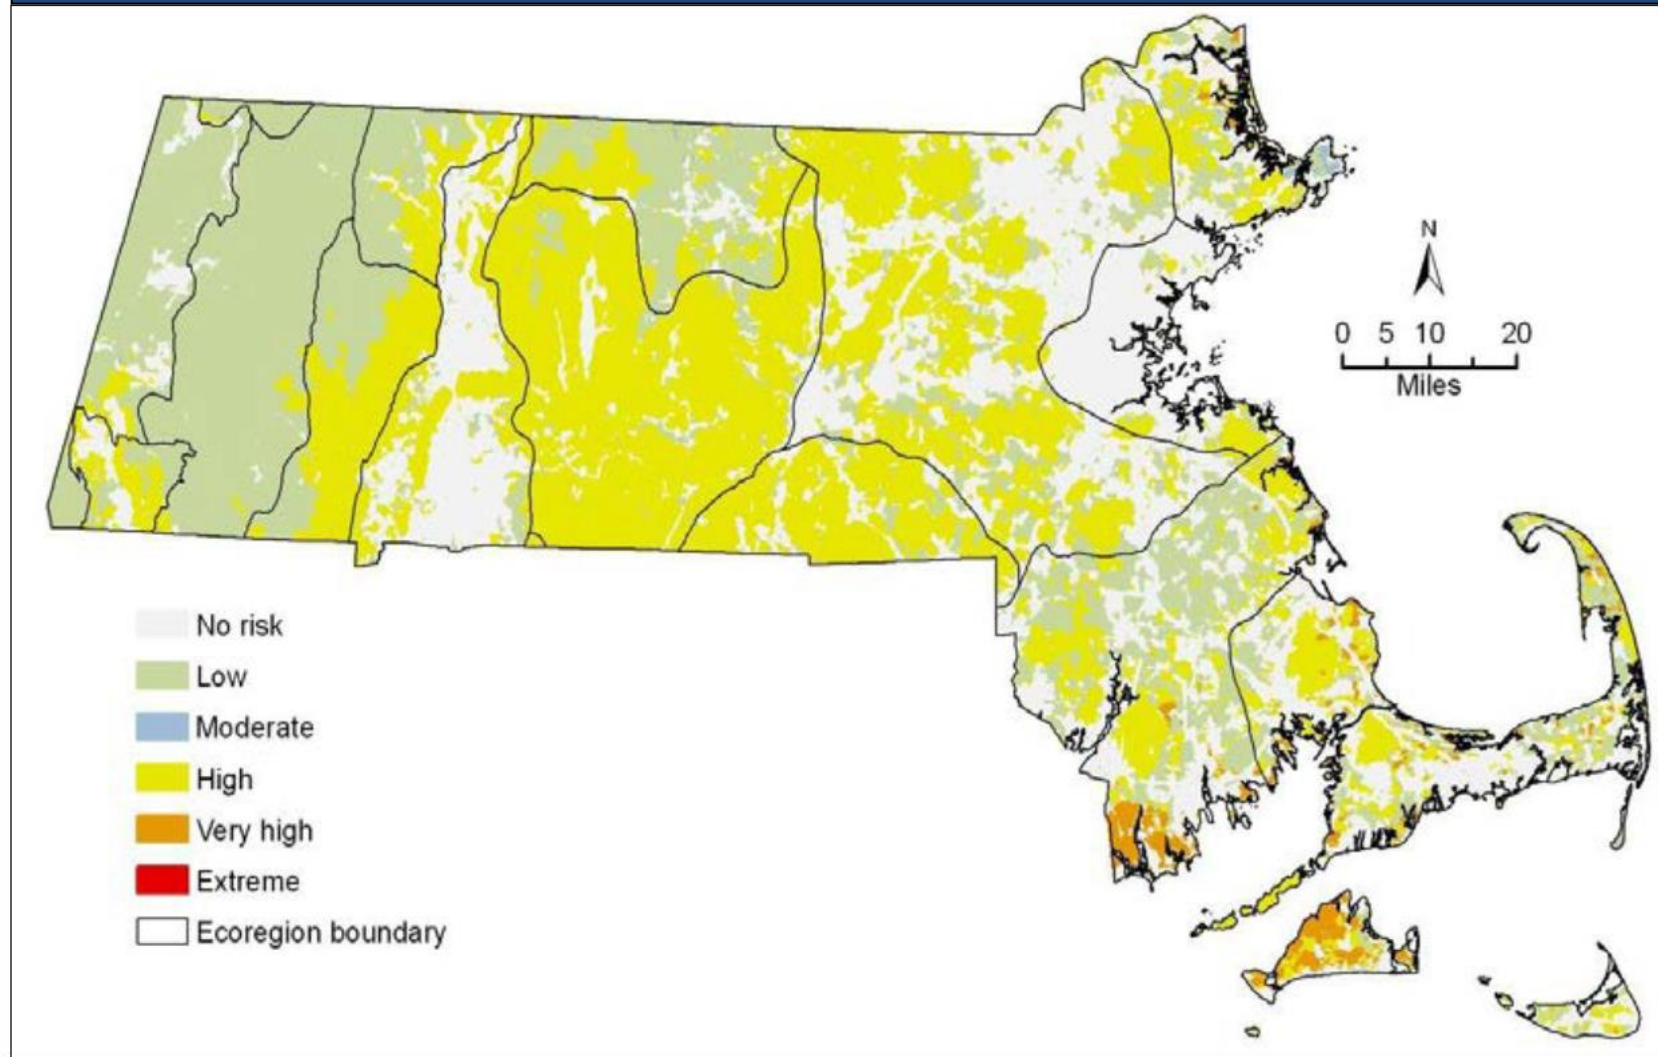 N
0 5 10 20
Miles
No risk
Low
Moderate
High
Very high
Extreme
Ecoregion boundary